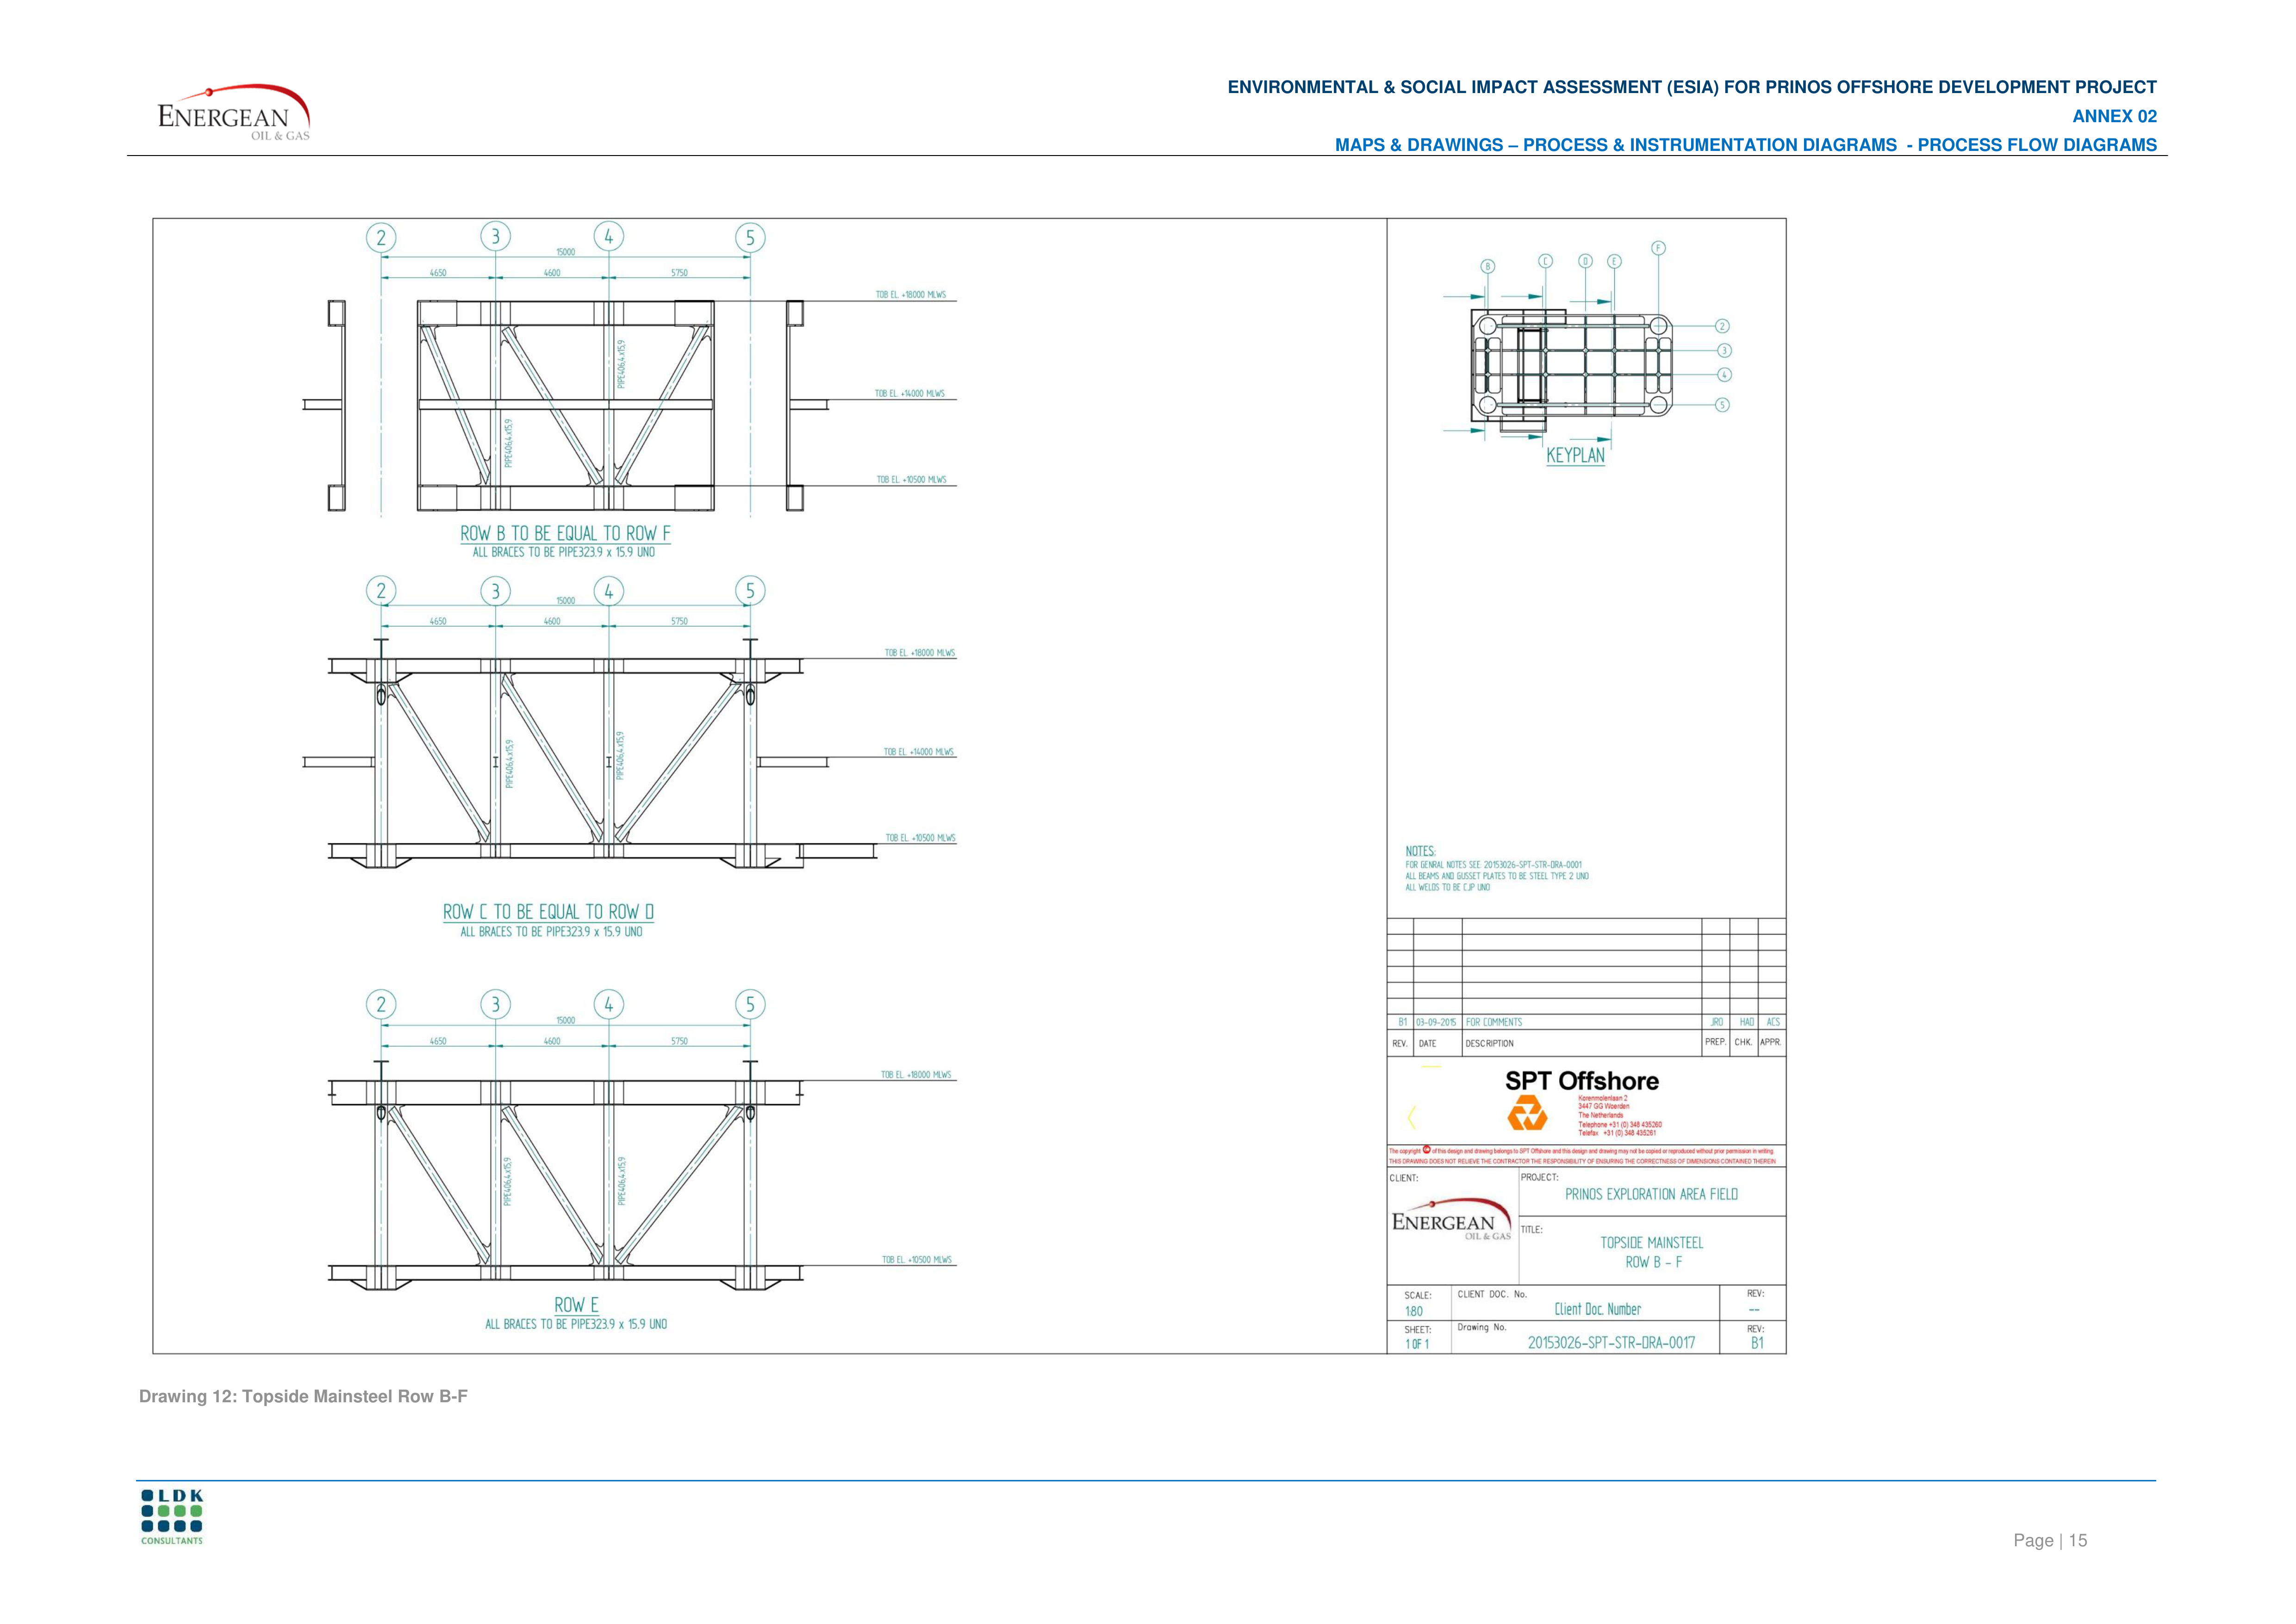 ENERGEAN
OIL & GAS
ENVIRONMENTAL & SOCIAL IMPACT ASSESSMENT (ESIA) FOR PRINOS OFFSHORE DEVELOPMENT PROJECT
ANNEX 02
MAPS & DRAWINGS – PROCESS & INSTRUMENTATION DIAGRAMS - PROCESS FLOW DIAGRAMS
2 3 4 5
15000
4650 4600 5750
TOB EL. +18000 MLWS
PIPE406,4x15,9
TOB EL. +14000 MLWS
PIPE406,4x15,9
TOB EL. +10500 MLWS
ROW B TO BE EQUAL TO ROW F
ALL BRACES TO BE PIPE323.9 x 15.9 UNO
2 3 4 5
15000
4650 4600 5750
TOB EL. +18000 MLWS
PIPE406,4x15,9
PIPE406,4x15,9
TOB EL. +14000 MLWS
TOB EL. +10500 MLWS
ROW C TO BE EQUAL TO ROW D
ALL BRACES TO BE PIPE323.9 x 15.9 UNO
2 3 4 5
15000
4650 4600 5750
TOB EL. +18000 MLWS
PIPE406,4x15,9
PIPE406,4x15,9
TOB EL. +10500 MLWS
ROW E
ALL BRACES TO BE PIPE323.9 x 15.9 UNO
B C D E F
2
3
4
5
KEYPLAN
NOTES:
FOR GENRAL NOTES SEE: 20153026-SPT-STR-DRA-0001
ALL BEAMS AND GUSSET PLATES TO BE STEEL TYPE 2 UNO
ALL WELDS TO BE CJP UNO
B1 03-09-2015 FOR COMMENTS JRO HAD ACS
REV. DATE DESCRIPTION PREP. CHK. APPR.
SPT Offshore
Korenmolenlaan 2
3447 GG Woerden
The Netherlands
Telephone +31 (0) 348 435260
Telefax +31 (0) 348 435261
The copyright of this design and drawing belongs to SPT Offshore and this design and drawing may not be copied or reproduced without prior permission in writing.
THIS DRAWING DOES NOT RELIEVE THE CONTRACTOR THE RESPONSIBILITY OF ENSURING THE CORRECTNESS OF DIMENSIONS CONTAINED THEREIN
CLIENT:
ENERGEAN
OIL & GAS
PROJECT:
PRINOS EXPLORATION AREA FIELD
TITLE:
TOPSIDE MAINSTEEL
ROW B - F
SCALE:
1:80
CLIENT DOC. No.
Client Doc. Number
REV:
--
SHEET:
1 OF 1
Drawing No.
20153026-SPT-STR-DRA-0017
REV:
B1
Drawing 12: Topside Mainsteel Row B-F
LDK
CONSULTANTS
Page | 15